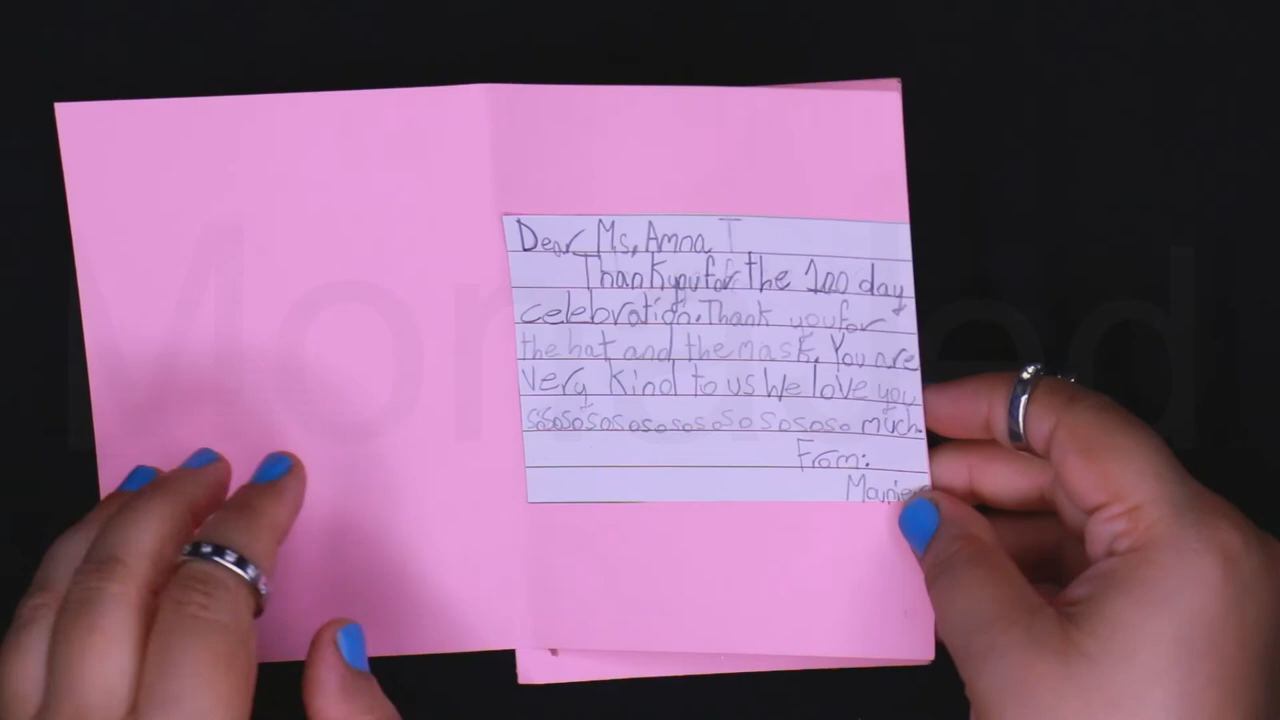 Dear Ms. Amna
Thank you for the 100 day
celebration. Thank you for
the hat and the mask. You are
very kind to us We love you
sosososososososososososo much.
From: